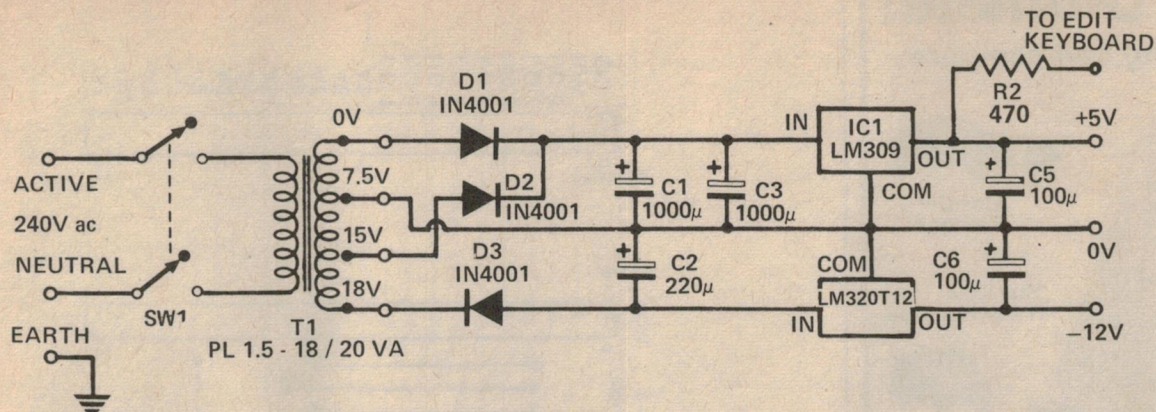 TO EDIT
KEYBOARD
R2
470
+5V
D1
IN4001
0V
IN
IC1
LM309
OUT
COM
ACTIVE
7.5V
D2
IN4001
+
C1
1000µ
+
C3
1000µ
+
C5
100µ
240V ac
15V
0V
NEUTRAL
D3
IN4001
+
C2
220µ
COM
LM320T12
+
C6
100µ
18V
IN
OUT
–12V
SW1
EARTH
T1
PL 1.5 - 18 / 20 VA